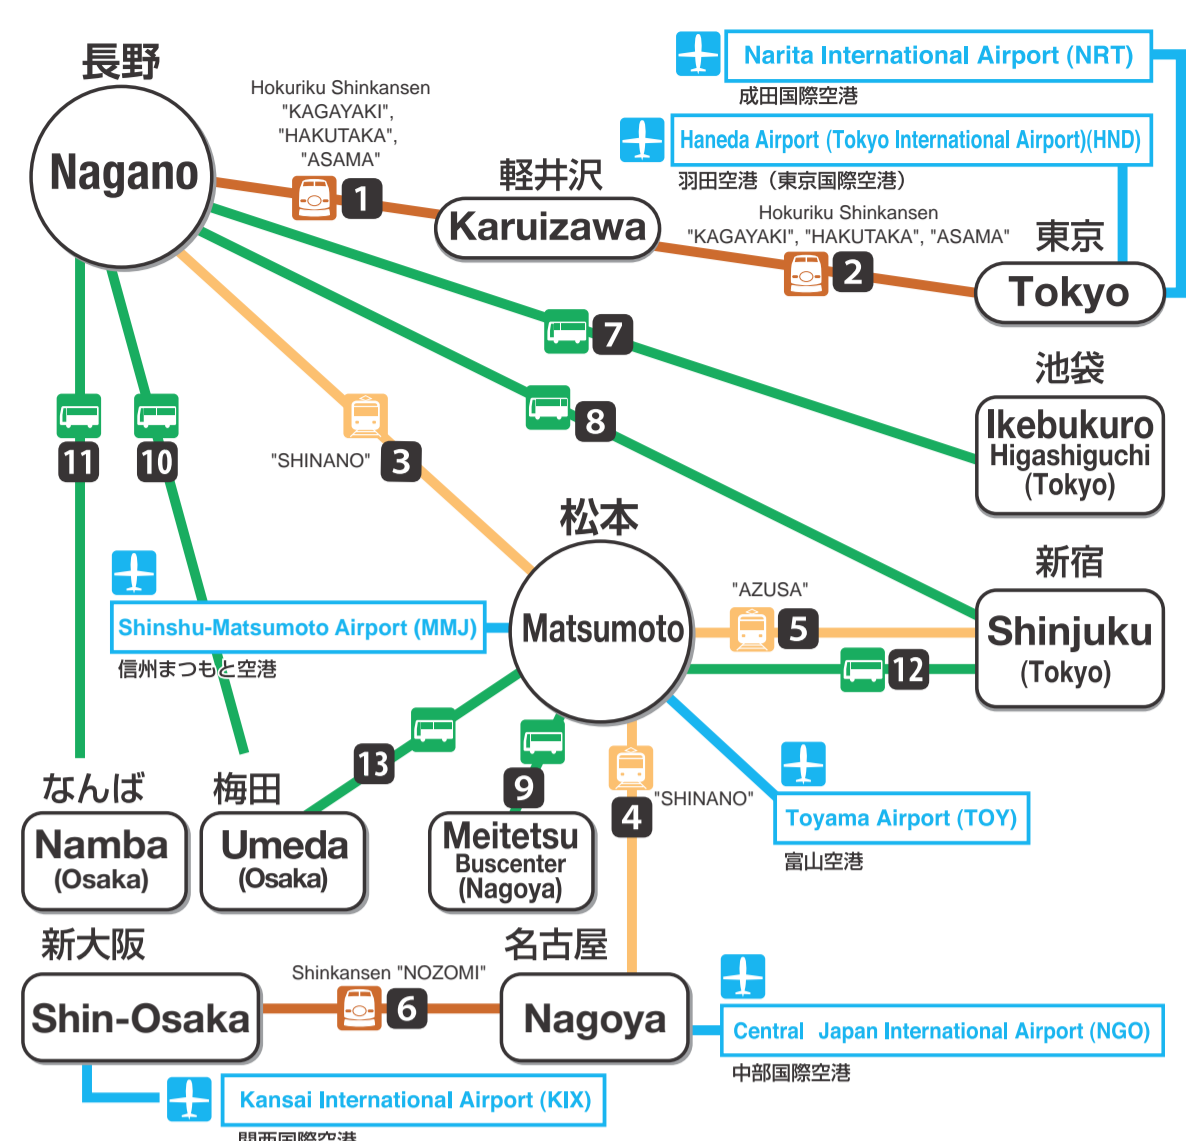 長野
Nagano
Hokuriku Shinkansen
"KAGAYAKI",
"HAKUTAKA",
"ASAMA"
1
軽井沢
Karuizawa
Narita International Airport (NRT)
成田国際空港
Haneda Airport (Tokyo International Airport)(HND)
羽田空港（東京国際空港）
Hokuriku Shinkansen
"KAGAYAKI", "HAKUTAKA", "ASAMA"
2
東京
Tokyo
7
池袋
Ikebukuro
Higashiguchi
(Tokyo)
8
11
10
"SHINANO"
3
松本
Matsumoto
新宿
Shinjuku
(Tokyo)
"AZUSA"
5
12
Shinshu-Matsumoto Airport (MMJ)
信州まつもと空港
13
9
"SHINANO"
4
Toyama Airport (TOY)
富山空港
なんば
Namba
(Osaka)
梅田
Umeda
(Osaka)
Meitetsu
Buscenter
(Nagoya)
新大阪
Shin-Osaka
Shinkansen "NOZOMI"
6
名古屋
Nagoya
Central Japan International Airport (NGO)
中部国際空港
Kansai International Airport (KIX)
関西国際空港